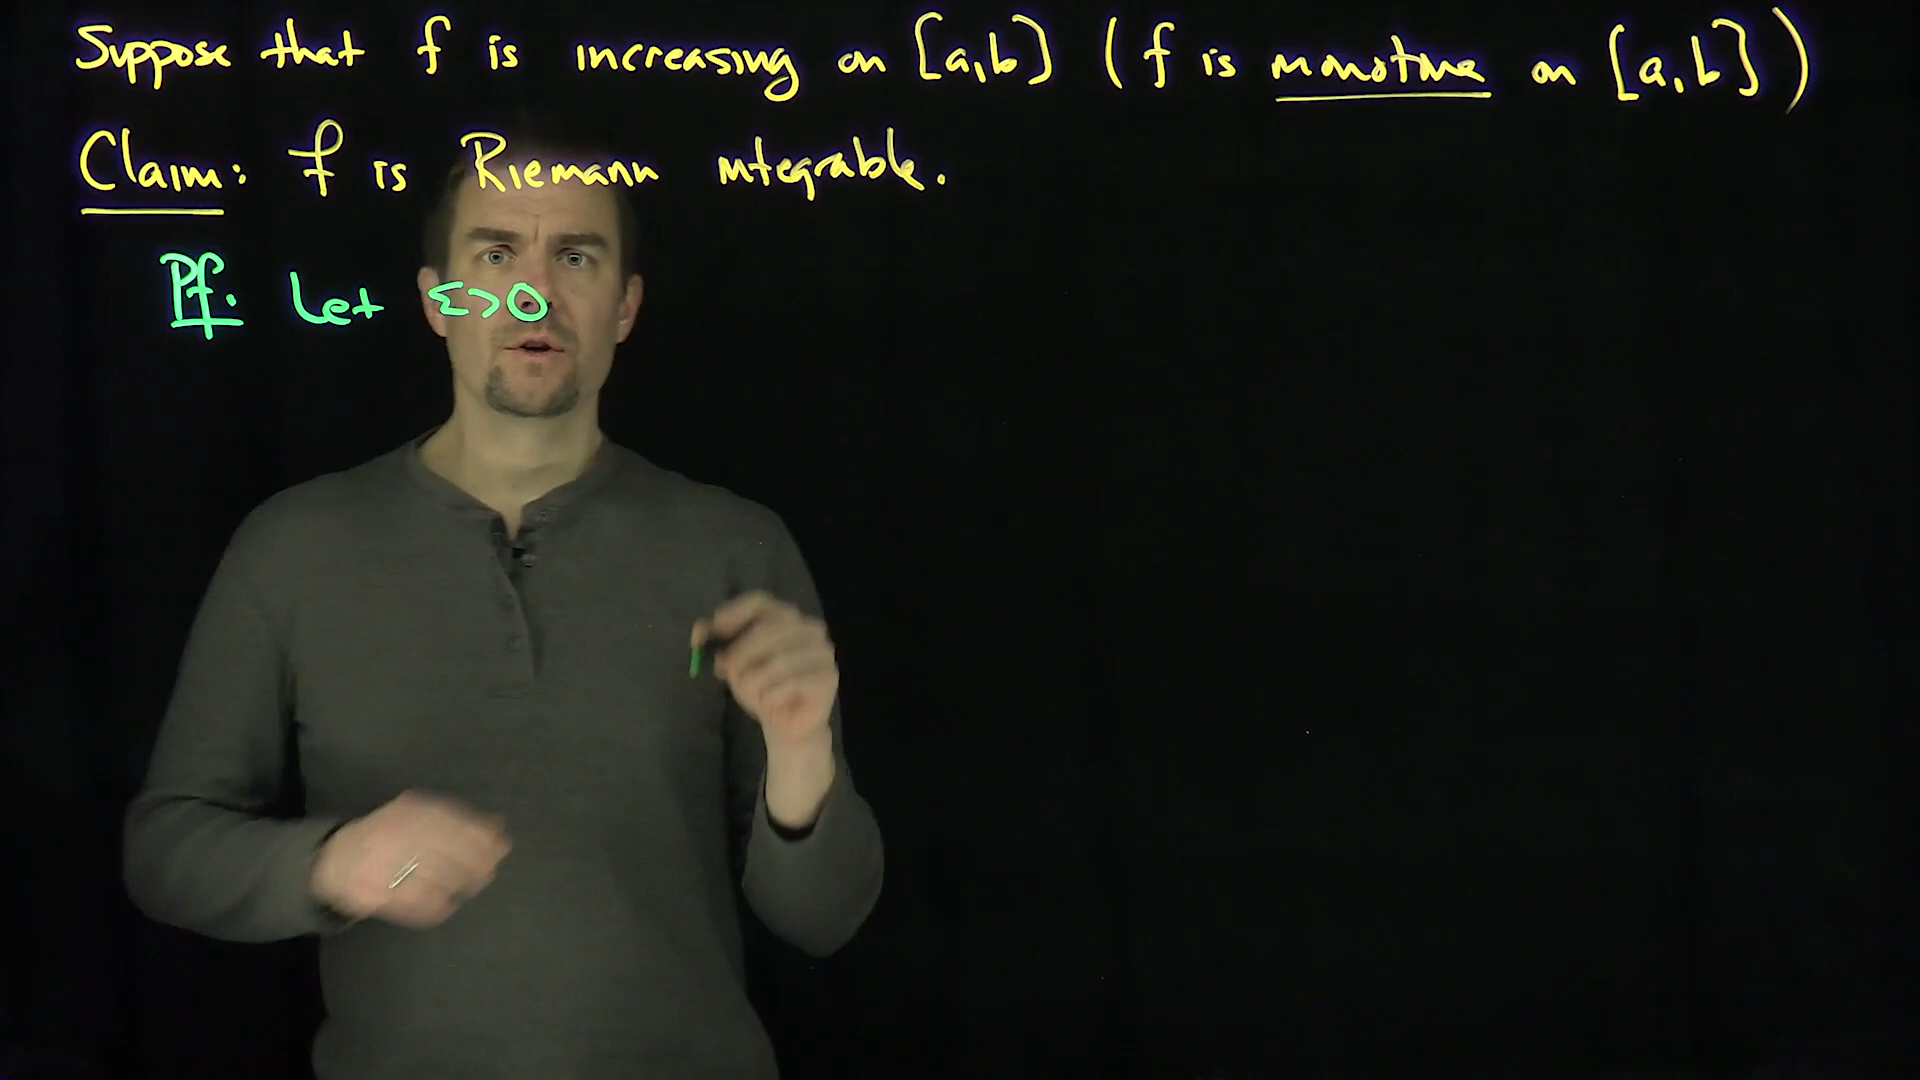 Suppose that f is increasing on [a,b] (f is monotone on [a,b])
Claim: f is Riemann integrable.
Pf. Let ε>0